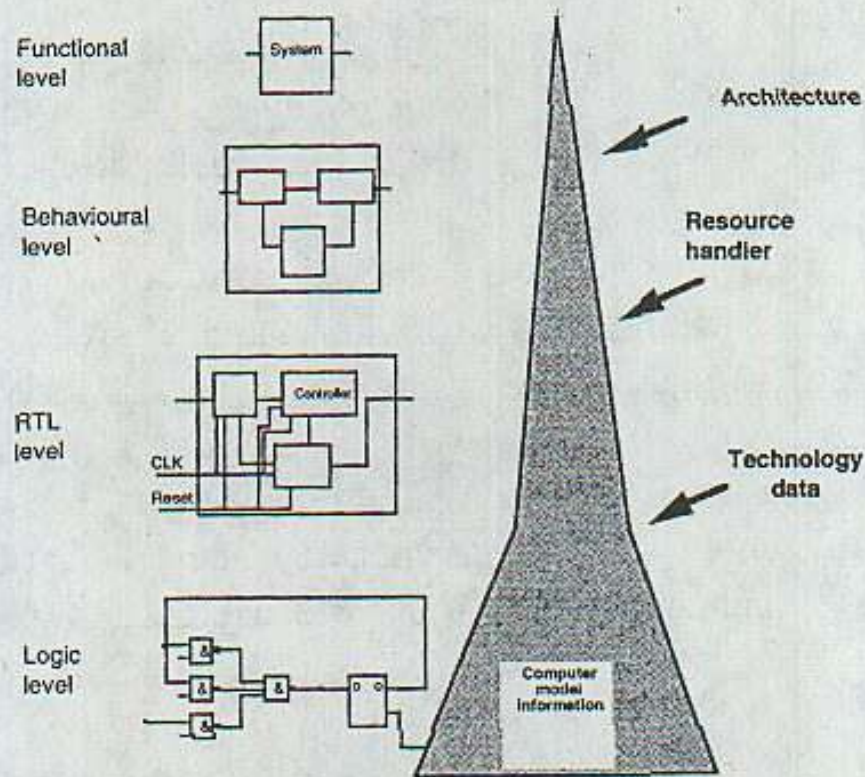 Functional
level
System
Architecture
Behavioural
level
Resource
handler
RTL
level
Controller
CLK
Reset
Technology
data
Logic
level
&
&
&
&
Computer
model
information